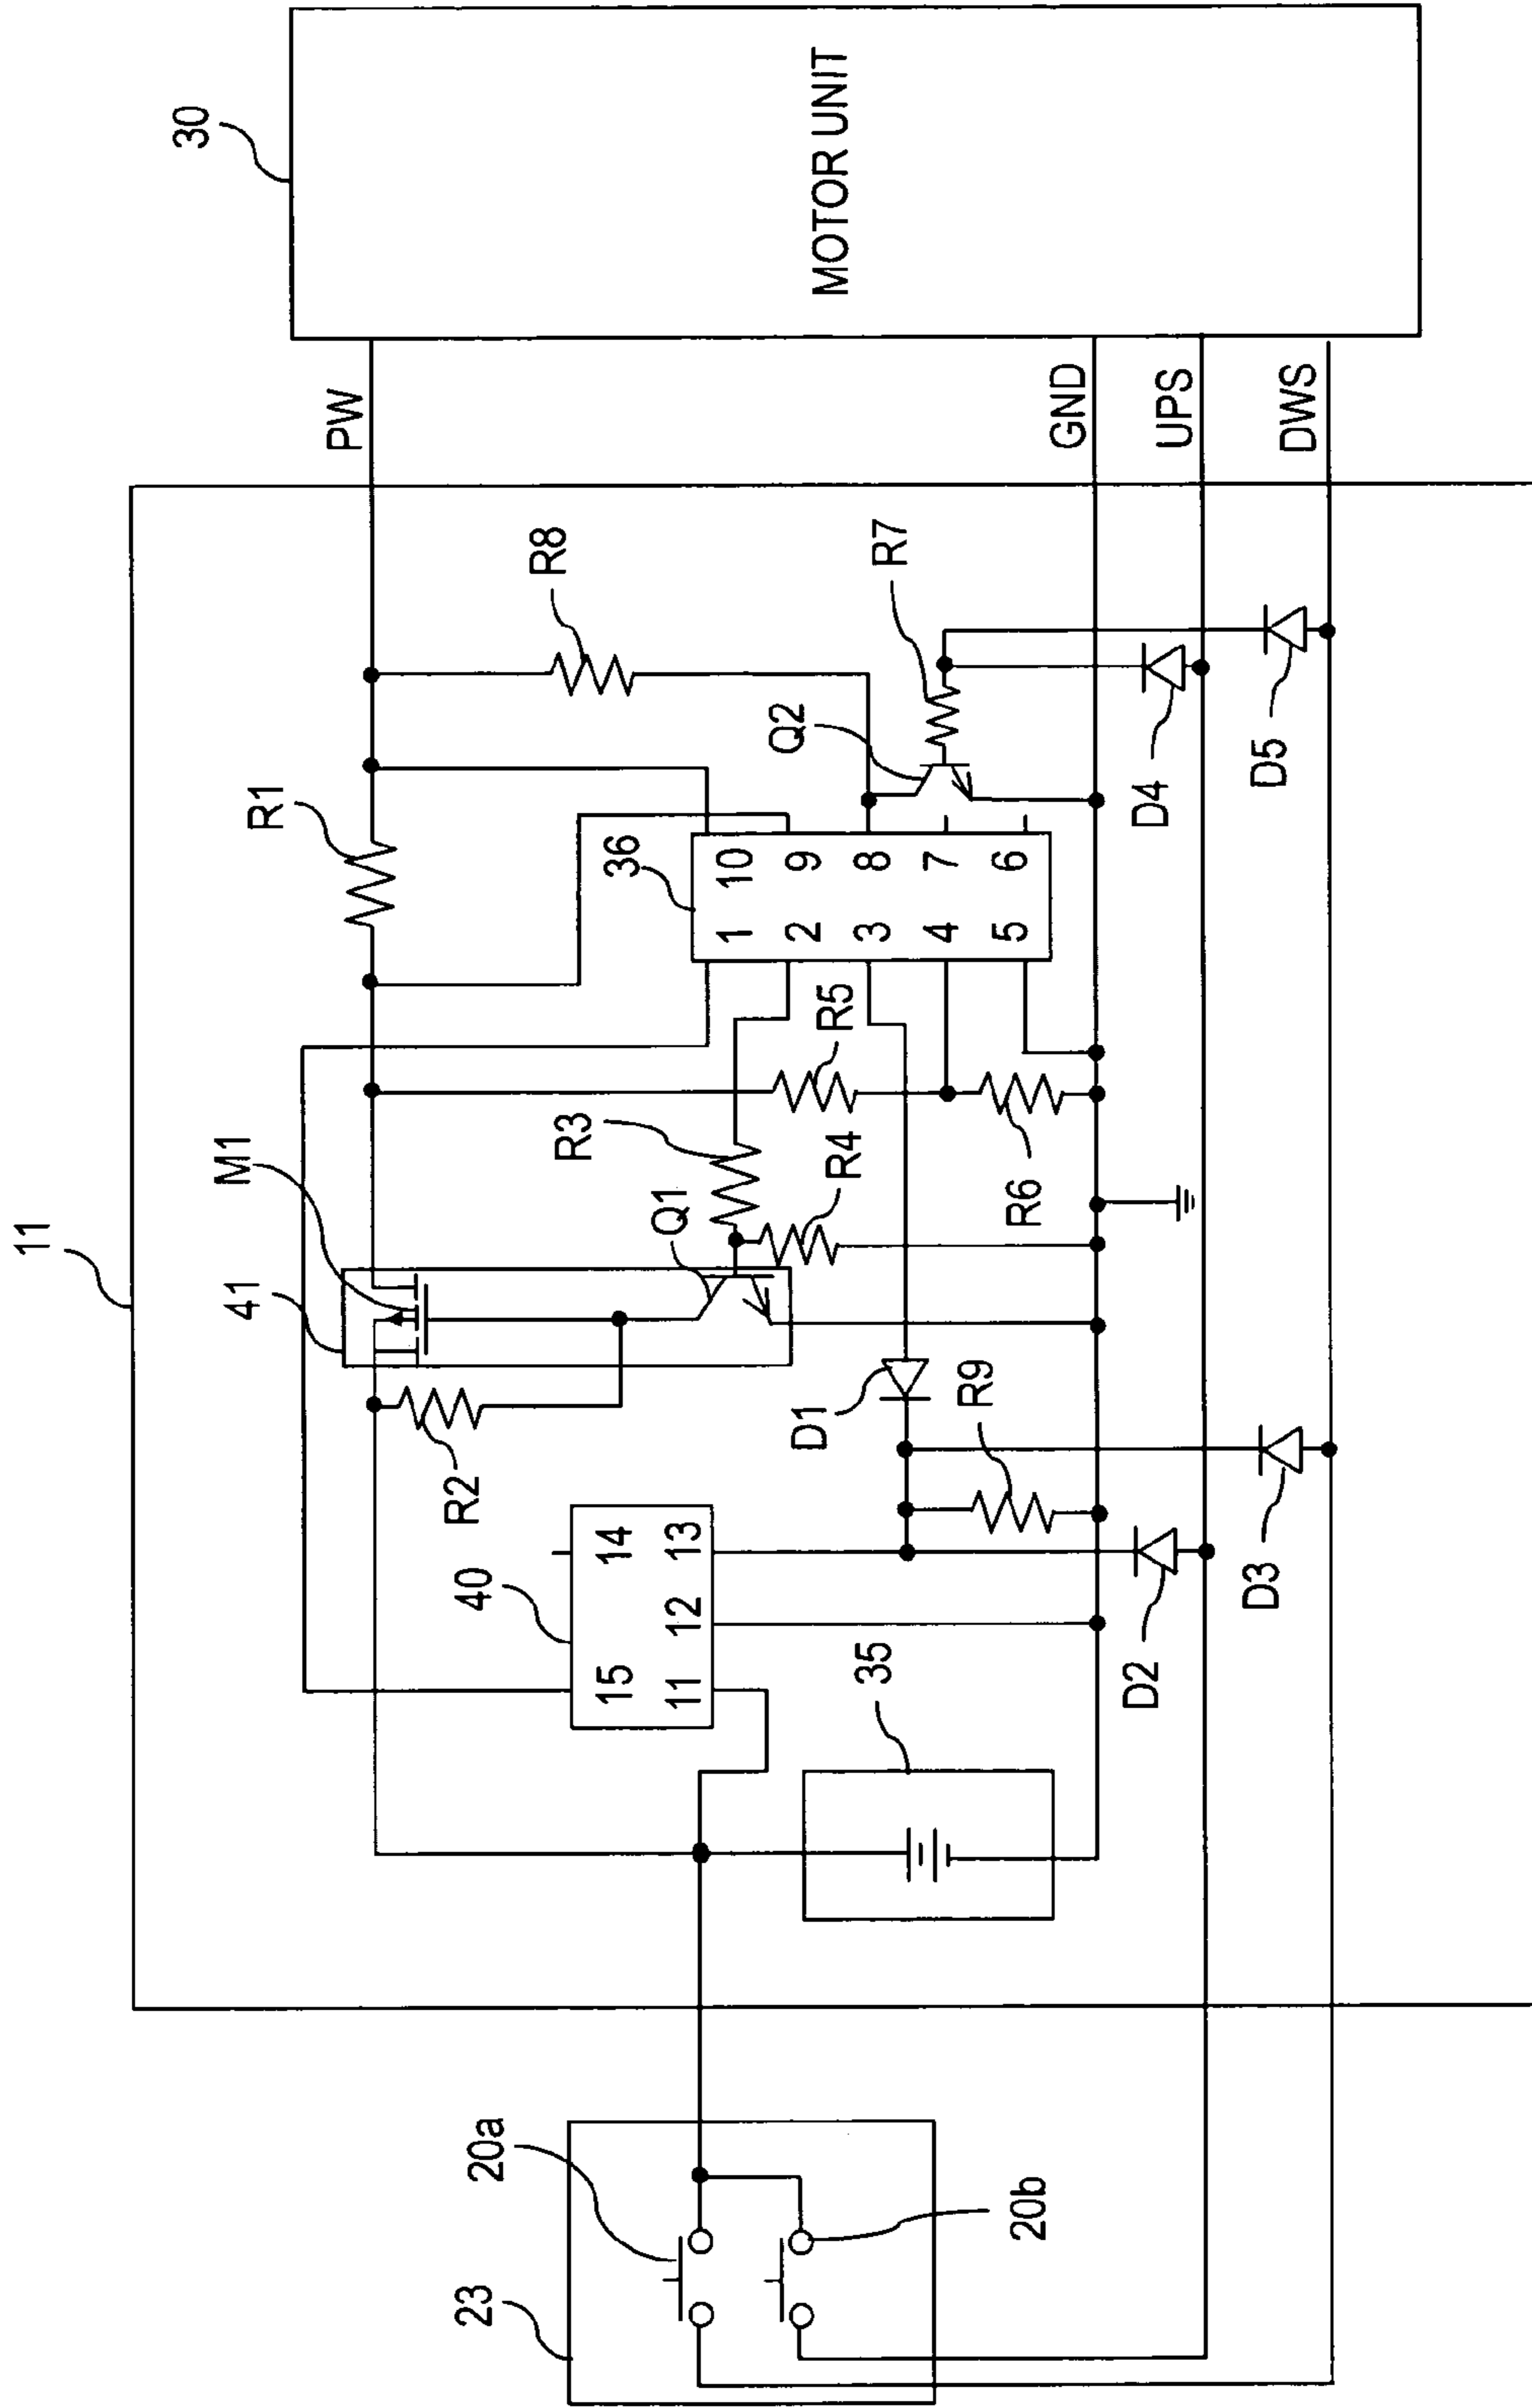 11
30
MOTOR UNIT
PW
GND
UPS
DWS
R1
R8
41
M1
36
1 10
2 9
3 8
4 7
5 6
Q2
R7
R3
R5
Q1
R4
R6
R2
D1
R9
40
15 14
11 12 13
35
D4
D5
D2
D3
23
20a
20b